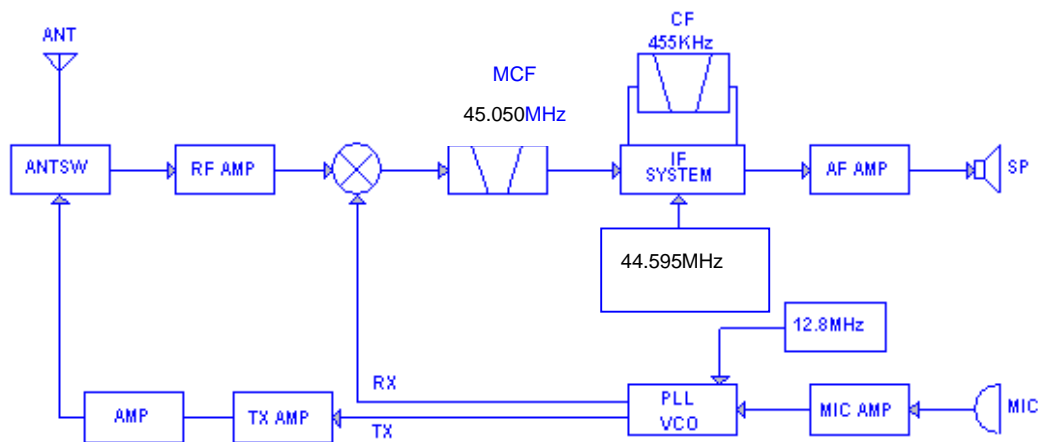 ANT
CF
455KHz
MCF
45.050MHz
ANTSW
RF AMP
IF
SYSTEM
AF AMP
SP
44.595MHz
12.8MHz
RX
AMP
TX AMP
TX
PLL
VCO
MIC AMP
MIC